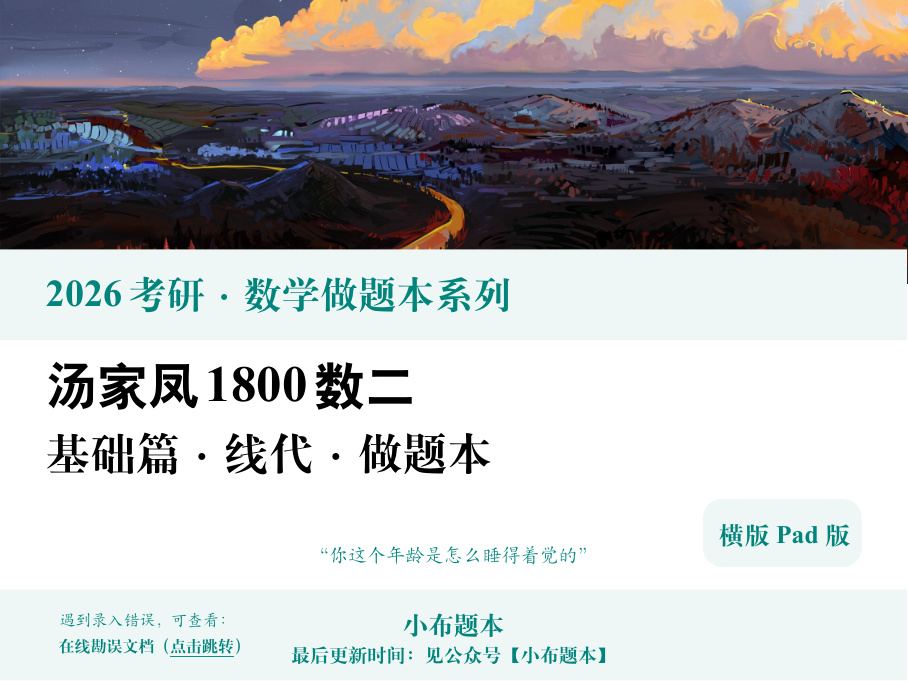 2026 考研 · 数学做题本系列
汤家凤 1800 数二
基础篇 · 线代 · 做题本
横版 Pad 版
“你这个年龄是怎么睡得着觉的”
遇到录入错误，可查看：
在线勘误文档（点击跳转）
小布题本
最后更新时间：见公众号【小布题本】